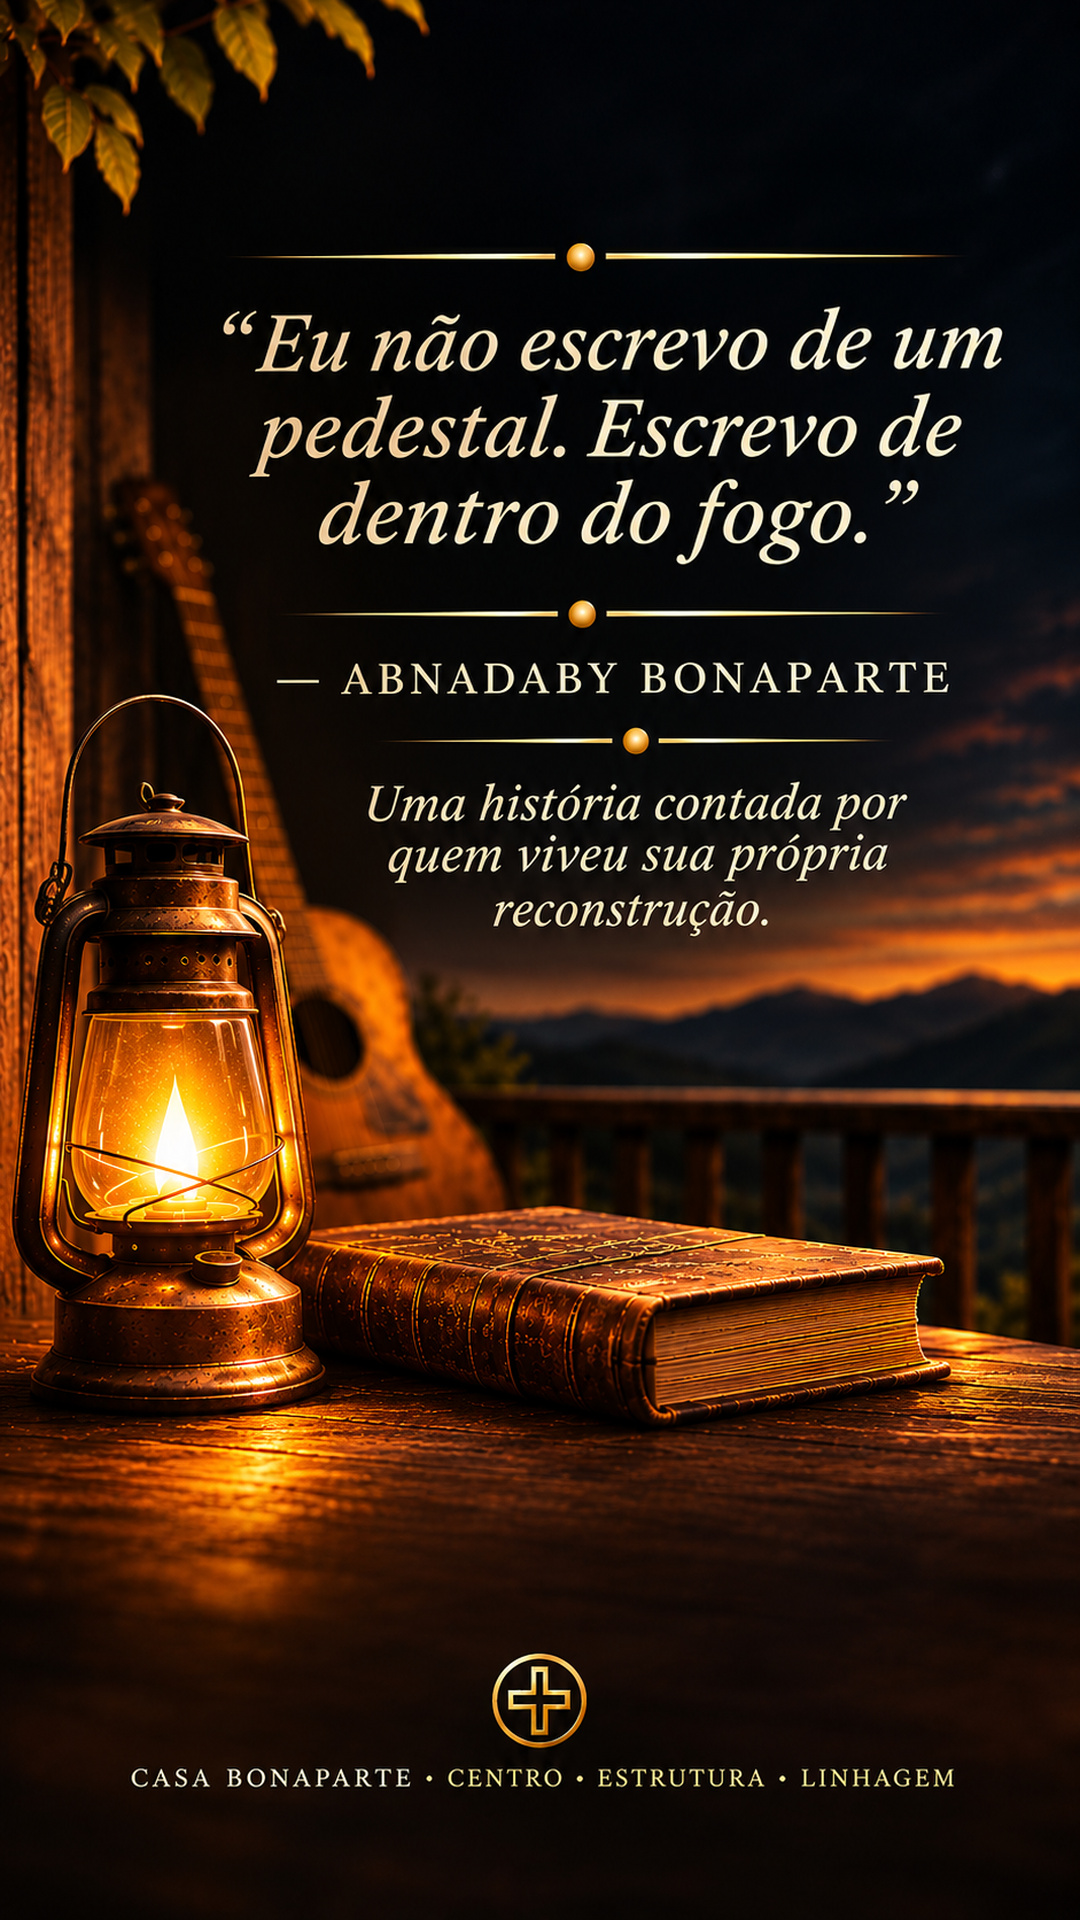 “Eu não escrevo de um
pedestal. Escrevo de
dentro do fogo.”
— ABNADABY BONAPARTE
Uma história contada por
quem viveu sua própria
reconstrução.
CASA BONAPARTE • CENTRO • ESTRUTURA • LINHAGEM